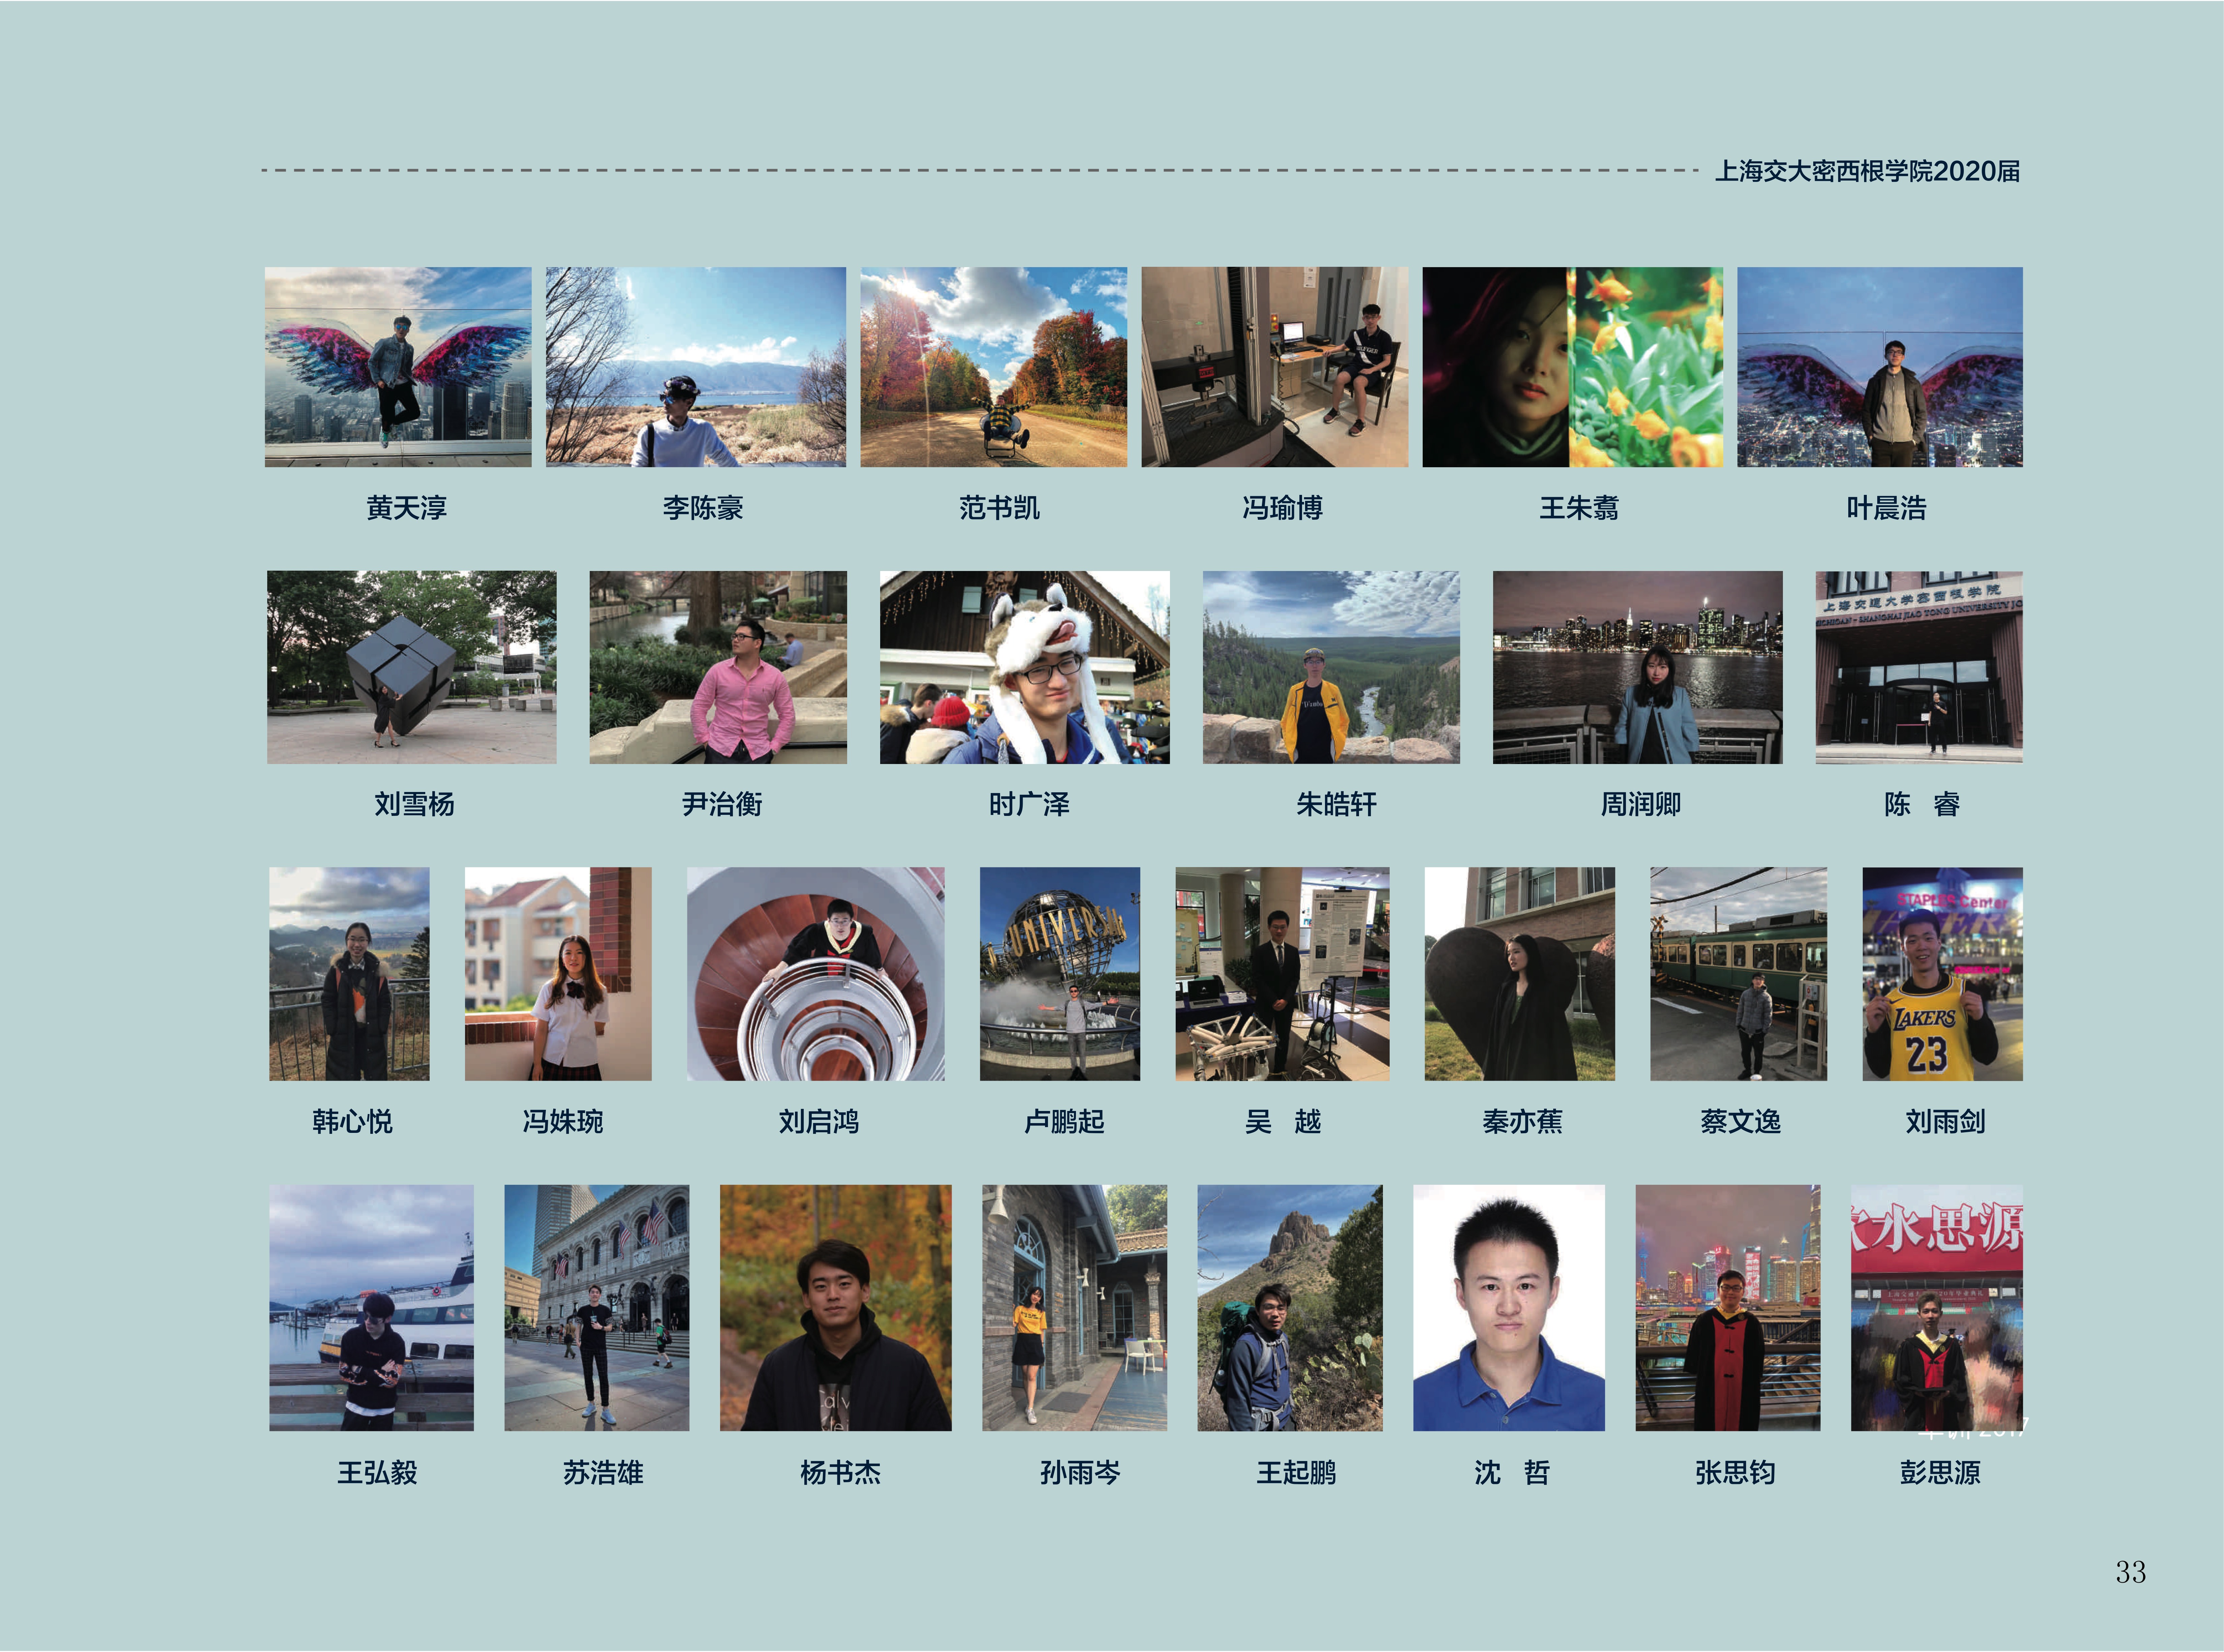 上海交大密西根学院2020届
黄天淳
李陈豪
范书凯
冯瑜博
王朱翥
叶晨浩
上海交通大学密西根学院
MICHIGAN - SHANGHAI JIAO TONG UNIVERSITY JO
刘雪杨
尹治衡
时广泽
朱皓轩
周润卿
陈 睿
UNIVERSAL
STAPLES Center
LAKERS
23
韩心悦
冯姝琬
刘启鸿
卢鹏起
吴 越
秦亦蕉
蔡文逸
刘雨剑
水思源
王弘毅
苏浩雄
杨书杰
孙雨岑
王起鹏
沈 哲
张思钧
彭思源
33